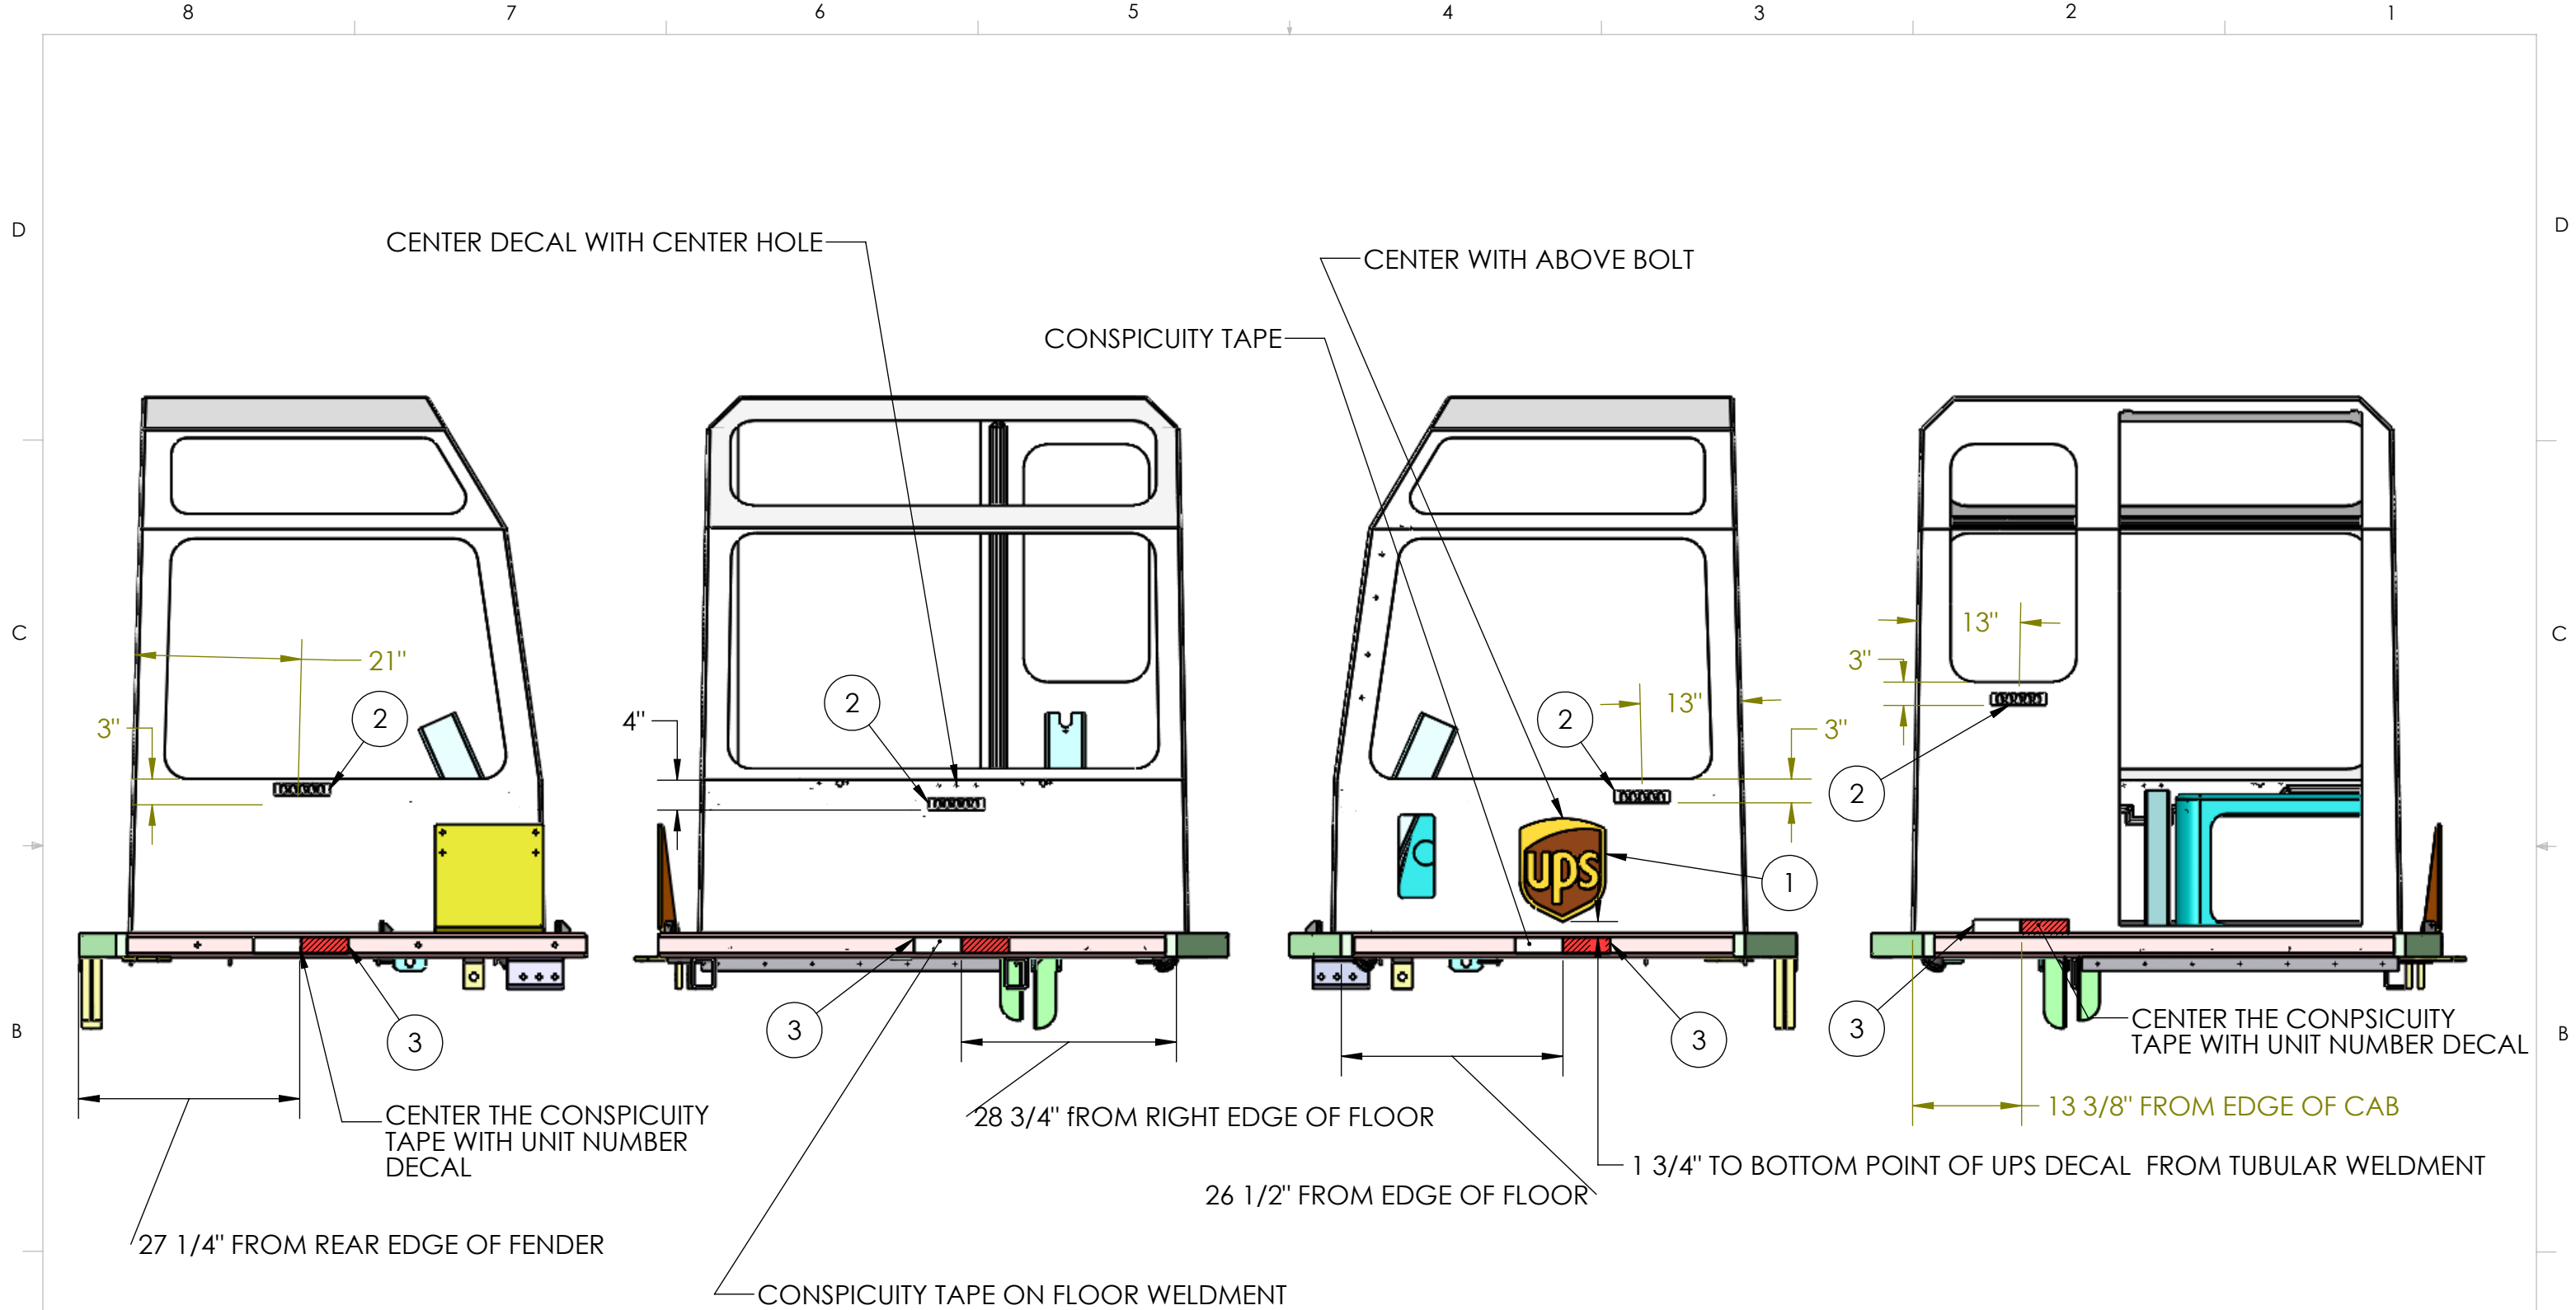 8 7 6 5 4 3 2 1
D D
CENTER DECAL WITH CENTER HOLE
CENTER WITH ABOVE BOLT
CONSPICUITY TAPE
C C
13"
21"
3"
2
3"
2
4"
2
13"
3"
2
ups
1
3
3
3
3
B B
CENTER THE CONPSICUITY
TAPE WITH UNIT NUMBER DECAL
13 3/8" FROM EDGE OF CAB
CENTER THE CONSPICUITY
TAPE WITH UNIT NUMBER
DECAL
28 3/4" fROM RIGHT EDGE OF FLOOR
1 3/4" TO BOTTOM POINT OF UPS DECAL FROM TUBULAR WELDMENT
26 1/2" FROM EDGE OF FLOOR
27 1/4" FROM REAR EDGE OF FENDER
CONSPICUITY TAPE ON FLOOR WELDMENT